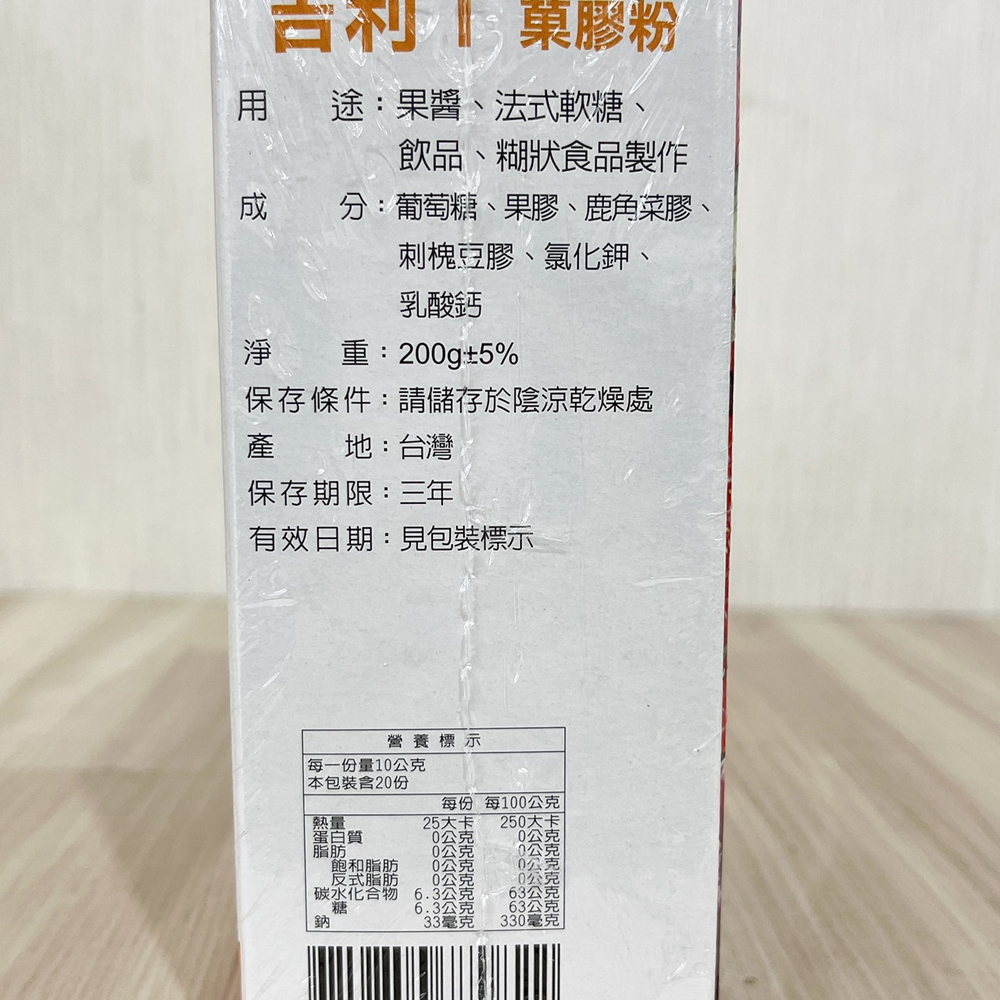 吉利丁 菓膠粉
用 途：果醬、法式軟糖、
飲品、糊狀食品製作
成 分：葡萄糖、果膠、鹿角菜膠、
刺槐豆膠、氯化鉀、
乳酸鈣
淨 重：200g±5%
保存條件：請儲存於陰涼乾燥處
產 地：台灣
保存期限：三年
有效日期：見包裝標示
營養標示
每一份量10公克
本包裝含20份
每份 每100公克
熱量 25大卡 250大卡
蛋白質 0公克 0公克
脂肪 0公克 0公克
飽和脂肪 0公克 0公克
反式脂肪 0公克 0公克
碳水化合物 6.3公克 63公克
糖 6.3公克 63公克
鈉 33毫克 330毫克